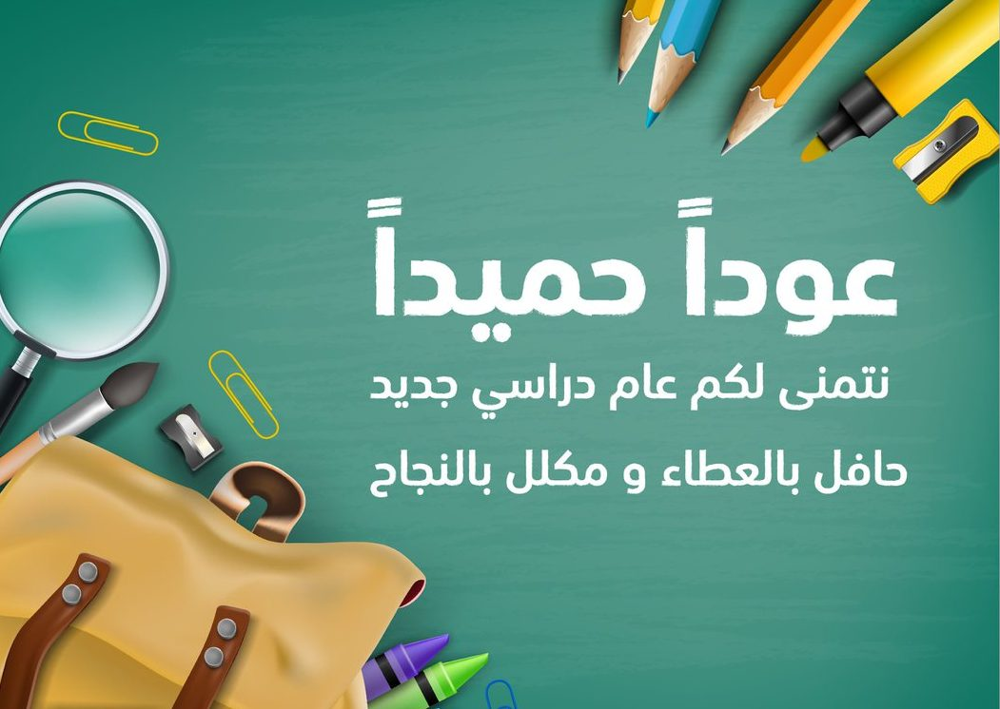 عوداً حميداً
نتمنى لكم عام دراسي جديد
حافل بالعطاء و مكلل بالنجاح